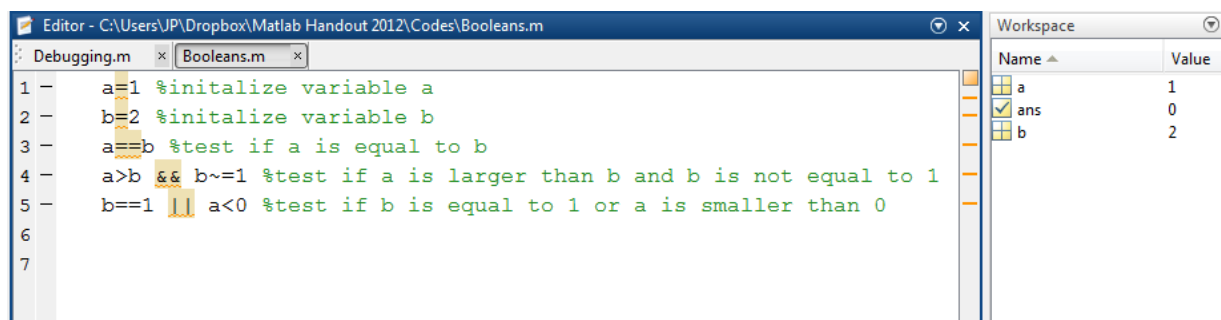 Editor - C:\Users\JP\Dropbox\Matlab Handout 2012\Codes\Booleans.m
Debugging.m × Booleans.m ×
1 – a=1 %initalize variable a
2 – b=2 %initalize variable b
3 – a==b %test if a is equal to b
4 – a>b && b~=1 %test if a is larger than b and b is not equal to 1
5 – b==1 || a<0 %test if b is equal to 1 or a is smaller than 0
6
7
Workspace
Name Value
a 1
ans 0
b 2